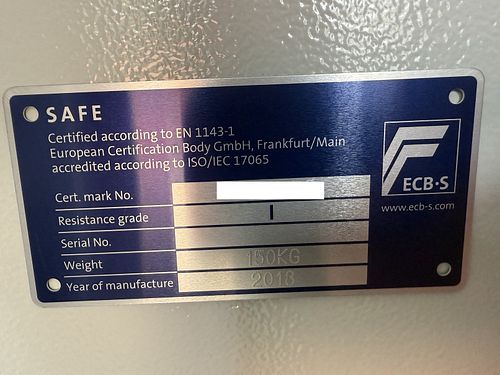 SAFE
Certified according to EN 1143-1
European Certification Body GmbH, Frankfurt/Main
accredited according to ISO/IEC 17065
ECB·S
www.ecb-s.com
Cert. mark No.
Resistance grade I
Serial No.
Weight 150KG
Year of manufacture 2018